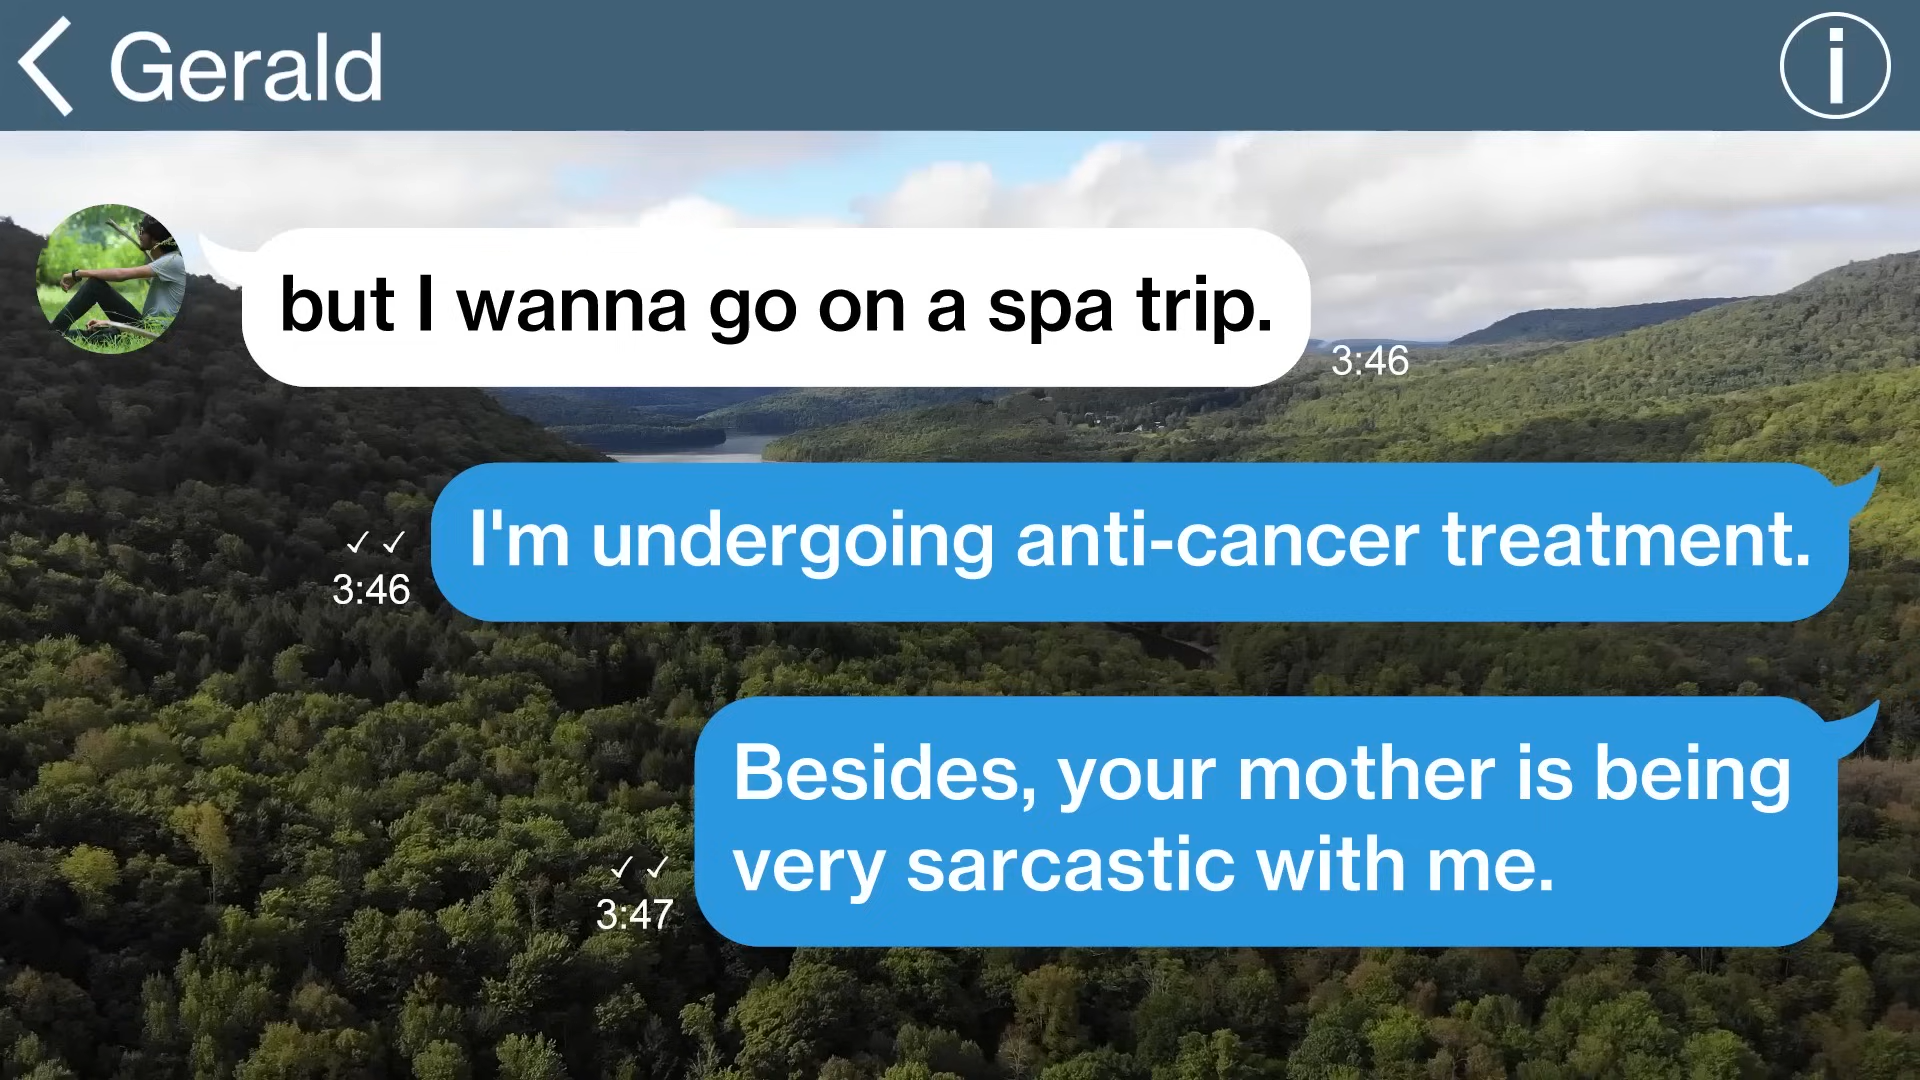 Gerald
i
but I wanna go on a spa trip.
3:46
I'm undergoing anti-cancer treatment.
3:46
Besides, your mother is being
very sarcastic with me.
3:47